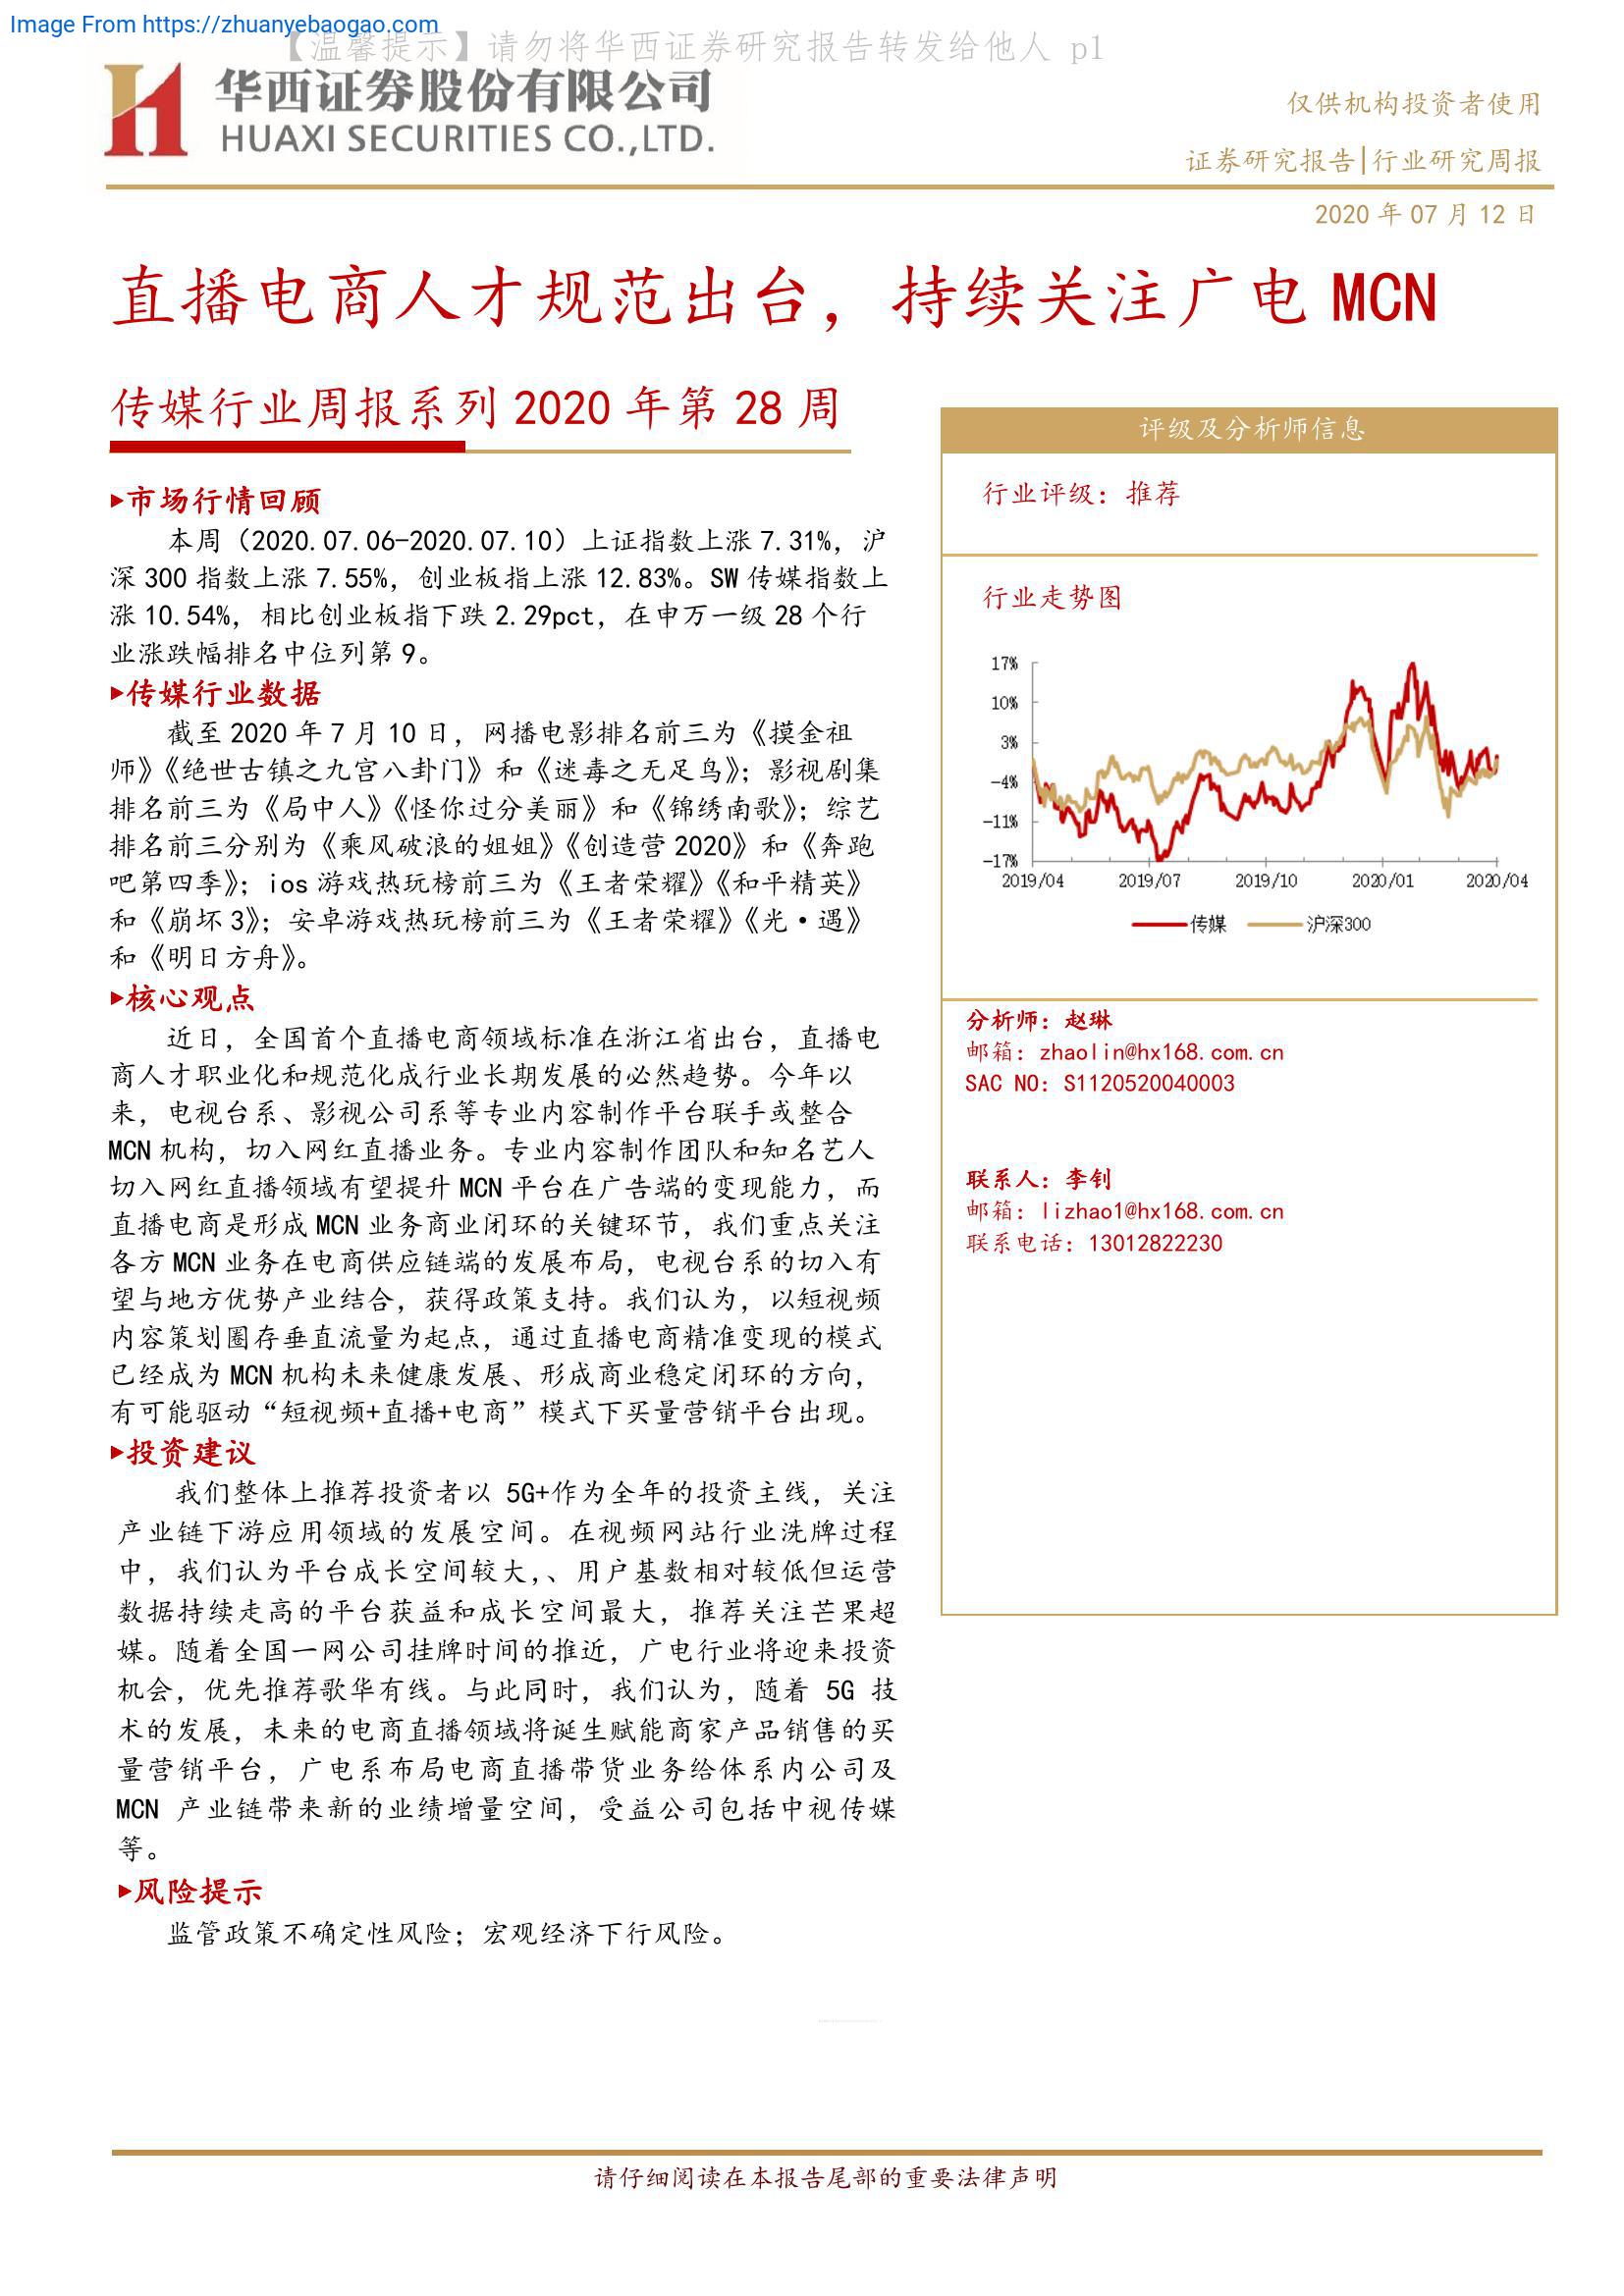 Image From https://zhuanyebaogao.com
【温馨提示】请勿将华西证券研究报告转发给他人 p1
华西证券股份有限公司
HUAXI SECURITIES CO.,LTD.
仅供机构投资者使用
证券研究报告|行业研究周报
2020 年 07 月 12 日
直播电商人才规范出台，持续关注广电 MCN
传媒行业周报系列 2020 年第 28 周
▸市场行情回顾
本周（2020.07.06-2020.07.10）上证指数上涨 7.31%，沪
深 300 指数上涨 7.55%，创业板指上涨 12.83%。SW 传媒指数上
涨 10.54%，相比创业板指下跌 2.29pct，在申万一级 28 个行
业涨跌幅排名中位列第 9。
▸传媒行业数据
截至 2020 年 7 月 10 日，网播电影排名前三为《摸金祖
师》《绝世古镇之九宫八卦门》和《迷毒之无足鸟》；影视剧集
排名前三为《局中人》《怪你过分美丽》和《锦绣南歌》；综艺
排名前三分别为《乘风破浪的姐姐》《创造营 2020》和《奔跑
吧第四季》；ios 游戏热玩榜前三为《王者荣耀》《和平精英》
和《崩坏 3》；安卓游戏热玩榜前三为《王者荣耀》《光·遇》
和《明日方舟》。
▸核心观点
近日，全国首个直播电商领域标准在浙江省出台，直播电
商人才职业化和规范化成行业长期发展的必然趋势。今年以
来，电视台系、影视公司系等专业内容制作平台联手或整合
MCN 机构，切入网红直播业务。专业内容制作团队和知名艺人
切入网红直播领域有望提升 MCN 平台在广告端的变现能力，而
直播电商是形成 MCN 业务商业闭环的关键环节，我们重点关注
各方 MCN 业务在电商供应链端的发展布局，电视台系的切入有
望与地方优势产业结合，获得政策支持。我们认为，以短视频
内容策划圈存垂直流量为起点，通过直播电商精准变现的模式
已经成为 MCN 机构未来健康发展、形成商业稳定闭环的方向，
有可能驱动“短视频+直播+电商”模式下买量营销平台出现。
▸投资建议
我们整体上推荐投资者以 5G+作为全年的投资主线，关注
产业链下游应用领域的发展空间。在视频网站行业洗牌过程
中，我们认为平台成长空间较大，、用户基数相对较低但运营
数据持续走高的平台获益和成长空间最大，推荐关注芒果超
媒。随着全国一网公司挂牌时间的推近，广电行业将迎来投资
机会，优先推荐歌华有线。与此同时，我们认为，随着 5G 技
术的发展，未来的电商直播领域将诞生赋能商家产品销售的买
量营销平台，广电系布局电商直播带货业务给体系内公司及
MCN 产业链带来新的业绩增量空间，受益公司包括中视传媒
等。
▸风险提示
监管政策不确定性风险；宏观经济下行风险。
评级及分析师信息
行业评级：推荐
行业走势图
17%
10%
3%
-4%
-11%
-17%
2019/04 2019/07 2019/10 2020/01 2020/04
传媒 沪深300
分析师：赵琳
邮箱：zhaolin@hx168.com.cn
SAC NO：S1120520040003
联系人：李钊
邮箱：lizhao1@hx168.com.cn
联系电话：13012822230
请仔细阅读在本报告尾部的重要法律声明